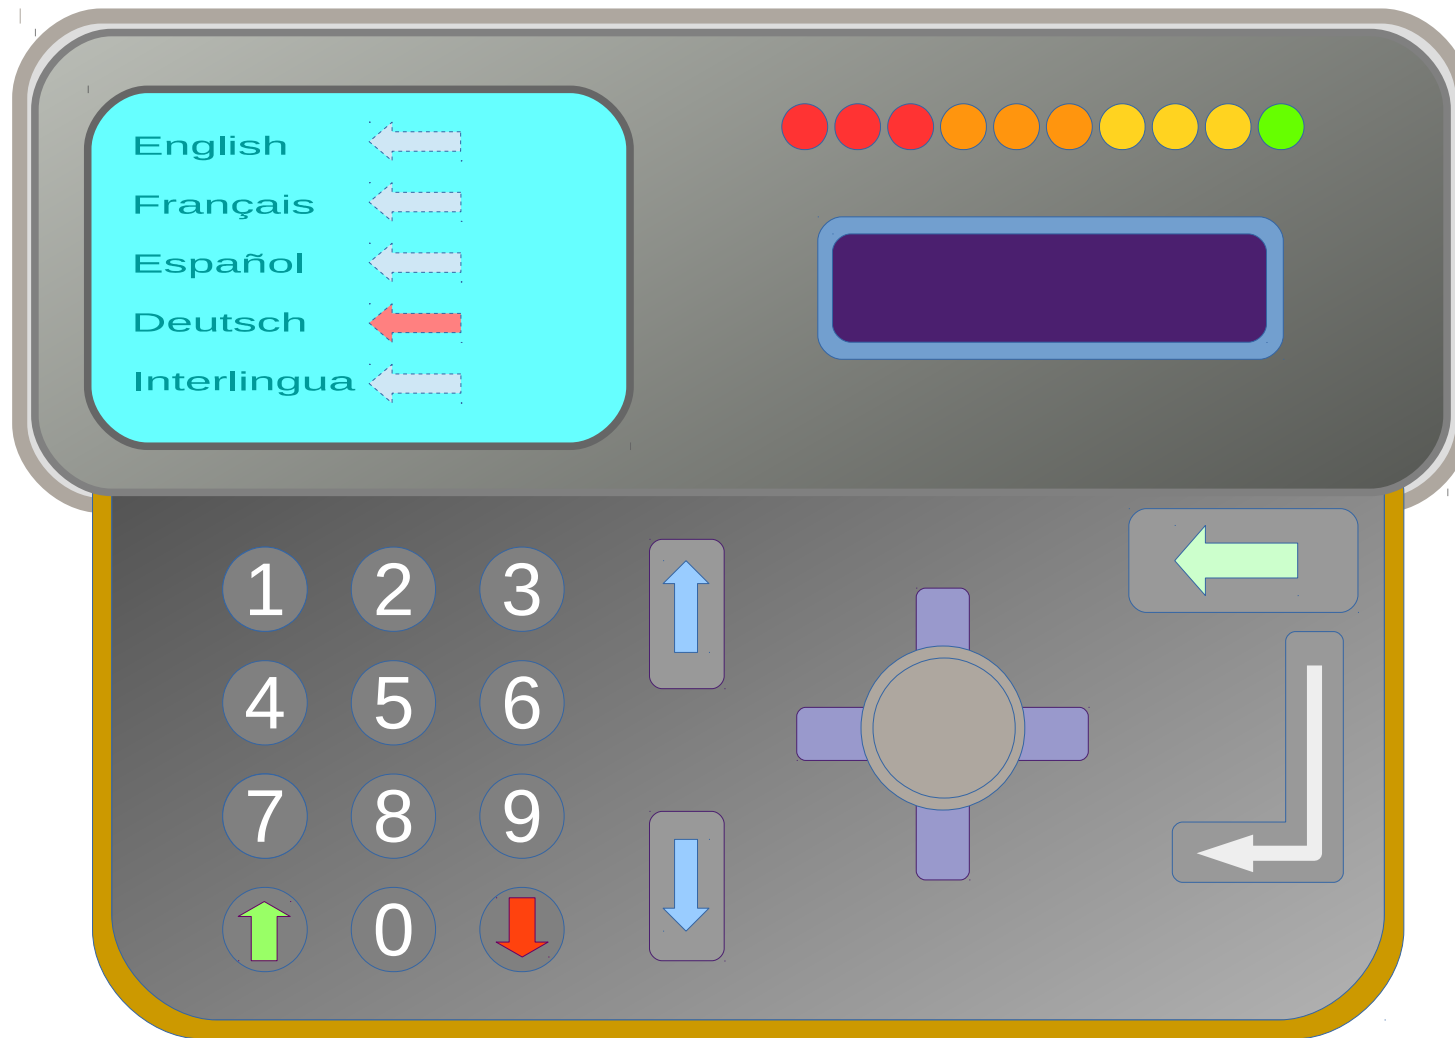 English
Français
Español
Deutsch
Interlingua
1 2 3
4 5 6
7 8 9
0